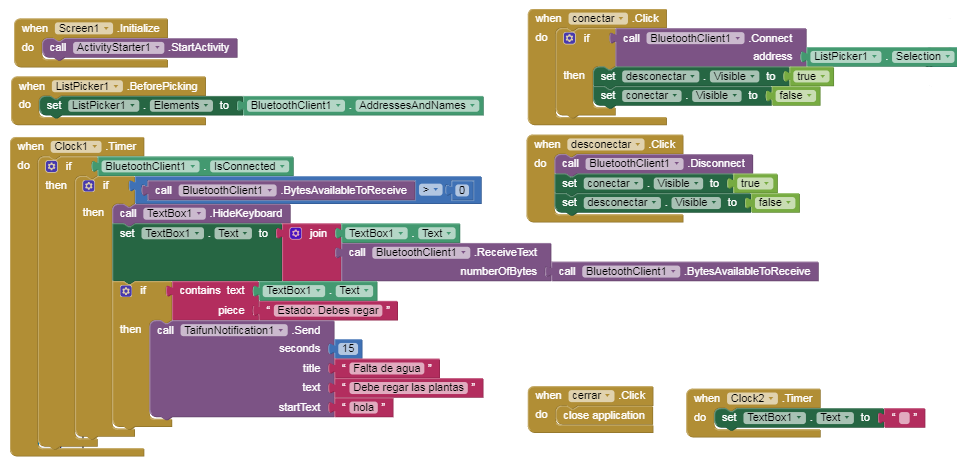 when Screen1 .Initialize
do call ActivityStarter1 .StartActivity
when ListPicker1 .BeforePicking
do set ListPicker1 . Elements to BluetoothClient1 . AddressesAndNames
when Clock1 .Timer
do if BluetoothClient1 . IsConnected
then if call BluetoothClient1 .BytesAvailableToReceive > 0
then call TextBox1 .HideKeyboard
set TextBox1 . Text to join TextBox1 . Text
call BluetoothClient1 .ReceiveText
numberOfBytes call BluetoothClient1 .BytesAvailableToReceive
if contains text TextBox1 . Text
piece " Estado: Debes regar "
then call TaifunNotification1 .Send
seconds 15
title " Falta de agua "
text " Debe regar las plantas "
startText " hola "
when conectar .Click
do if call BluetoothClient1 .Connect
address ListPicker1 . Selection
then set desconectar . Visible to true
set conectar . Visible to false
when desconectar .Click
do call BluetoothClient1 .Disconnect
set conectar . Visible to true
set desconectar . Visible to false
when cerrar .Click
do close application
when Clock2 .Timer
do set TextBox1 . Text to " "